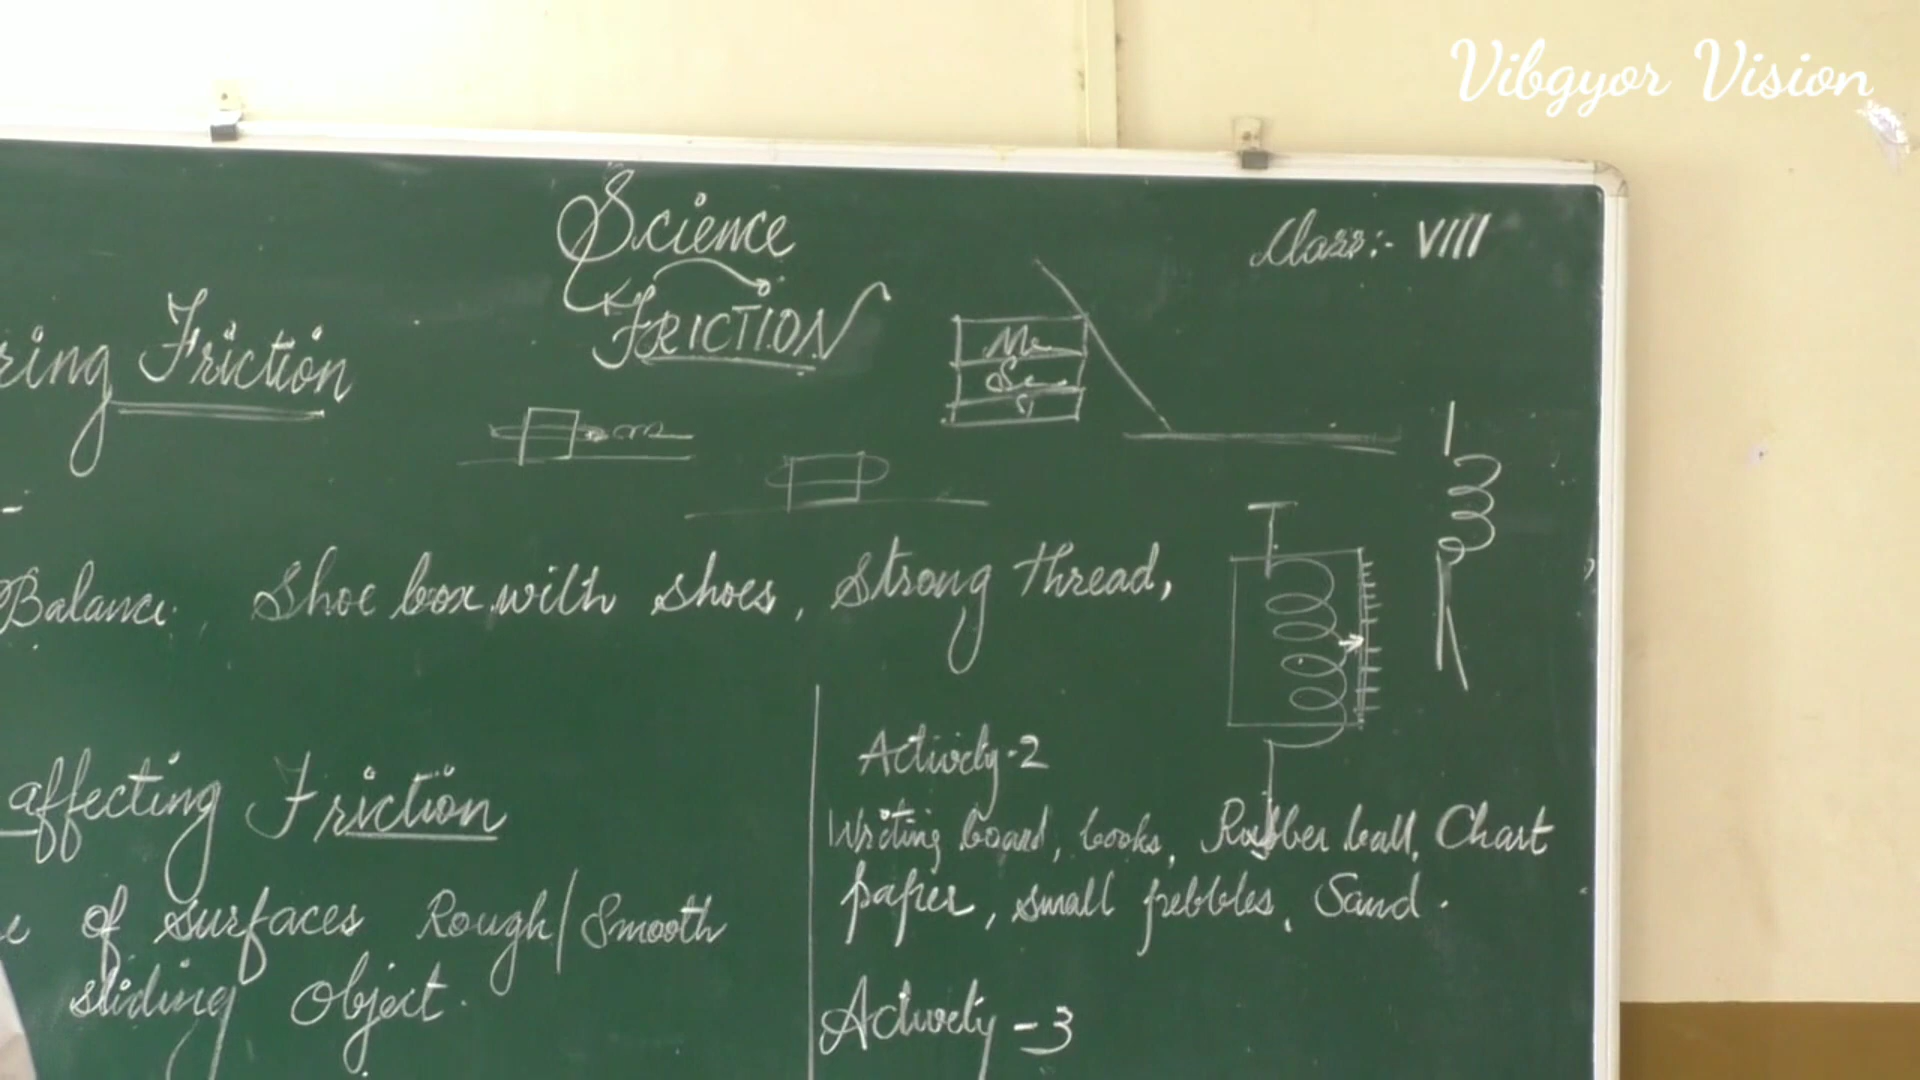 Vibgyor Vision
Science
Class:- VIII
FRICTION
ring Friction
Balance. Shoe box with shoes, strong thread,
affecting Friction
e of surfaces Rough/Smooth
sliding Object.
Activity-2
Writing board, books, Rubber ball, Chart
paper, small pebbles, Sand.
Activity-3